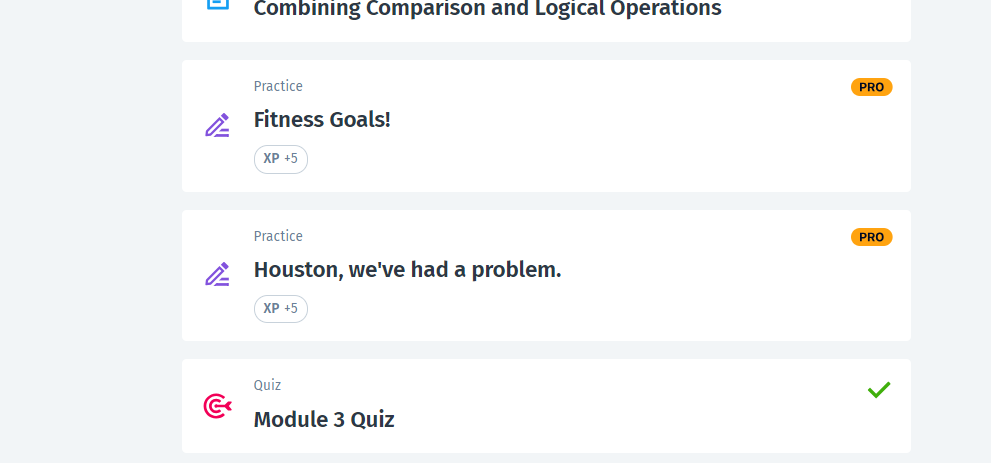 Combining Comparison and Logical Operations
Practice
PRO
Fitness Goals!
XP +5
Practice
PRO
Houston, we've had a problem.
XP +5
Quiz
Module 3 Quiz